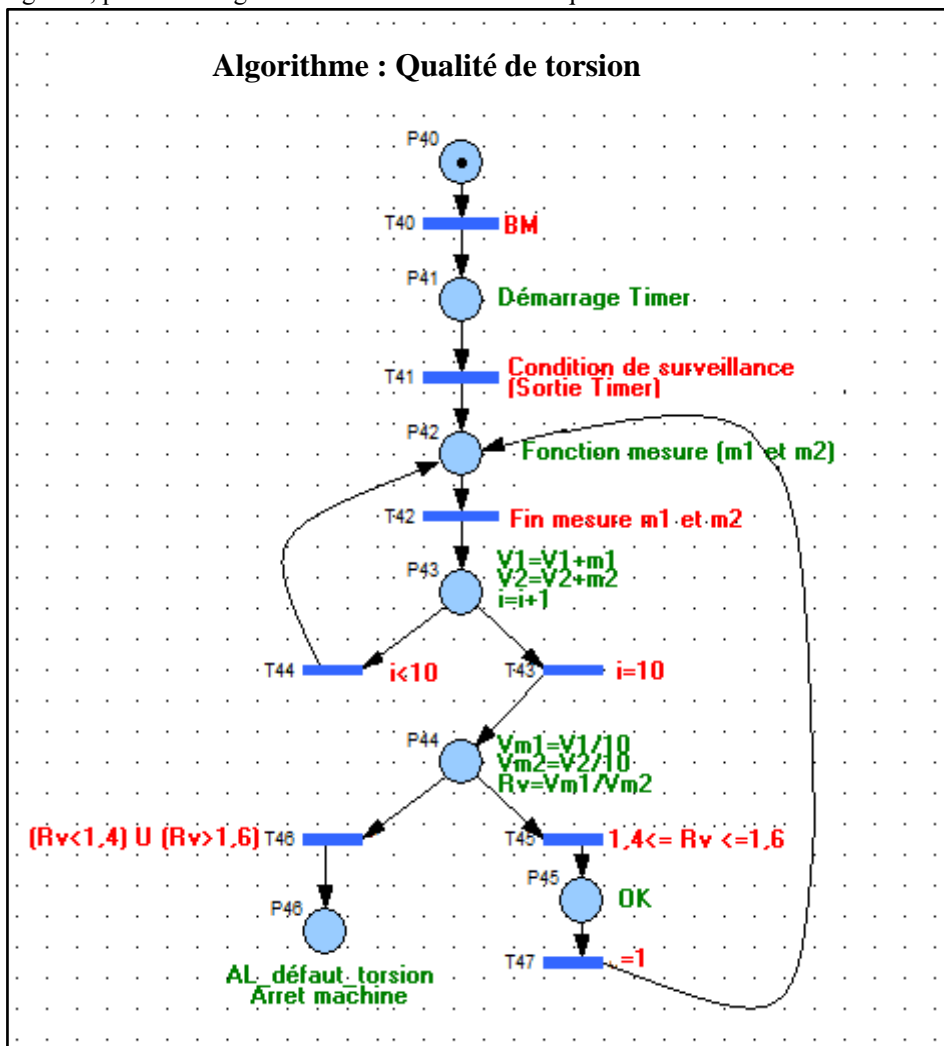 Algorithme : Qualité de torsion
P40
T40 BM
P41
Démarrage Timer
T41 Condition de surveillance
(Sortie Timer)
P42
Fonction mesure (m1 et m2)
T42 Fin mesure m1 et m2
P43
V1=V1+m1
V2=V2+m2
i=i+1
T44 i<10
T43 i=10
P44
Vm1=V1/10
Vm2=V2/10
Rv=Vm1/Vm2
(Rv<1,4) U (Rv>1,6) T46
T45 1,4<= Rv <=1,6
P45
OK
P46
T47 =1
AL_défaut_torsion
Arret machine